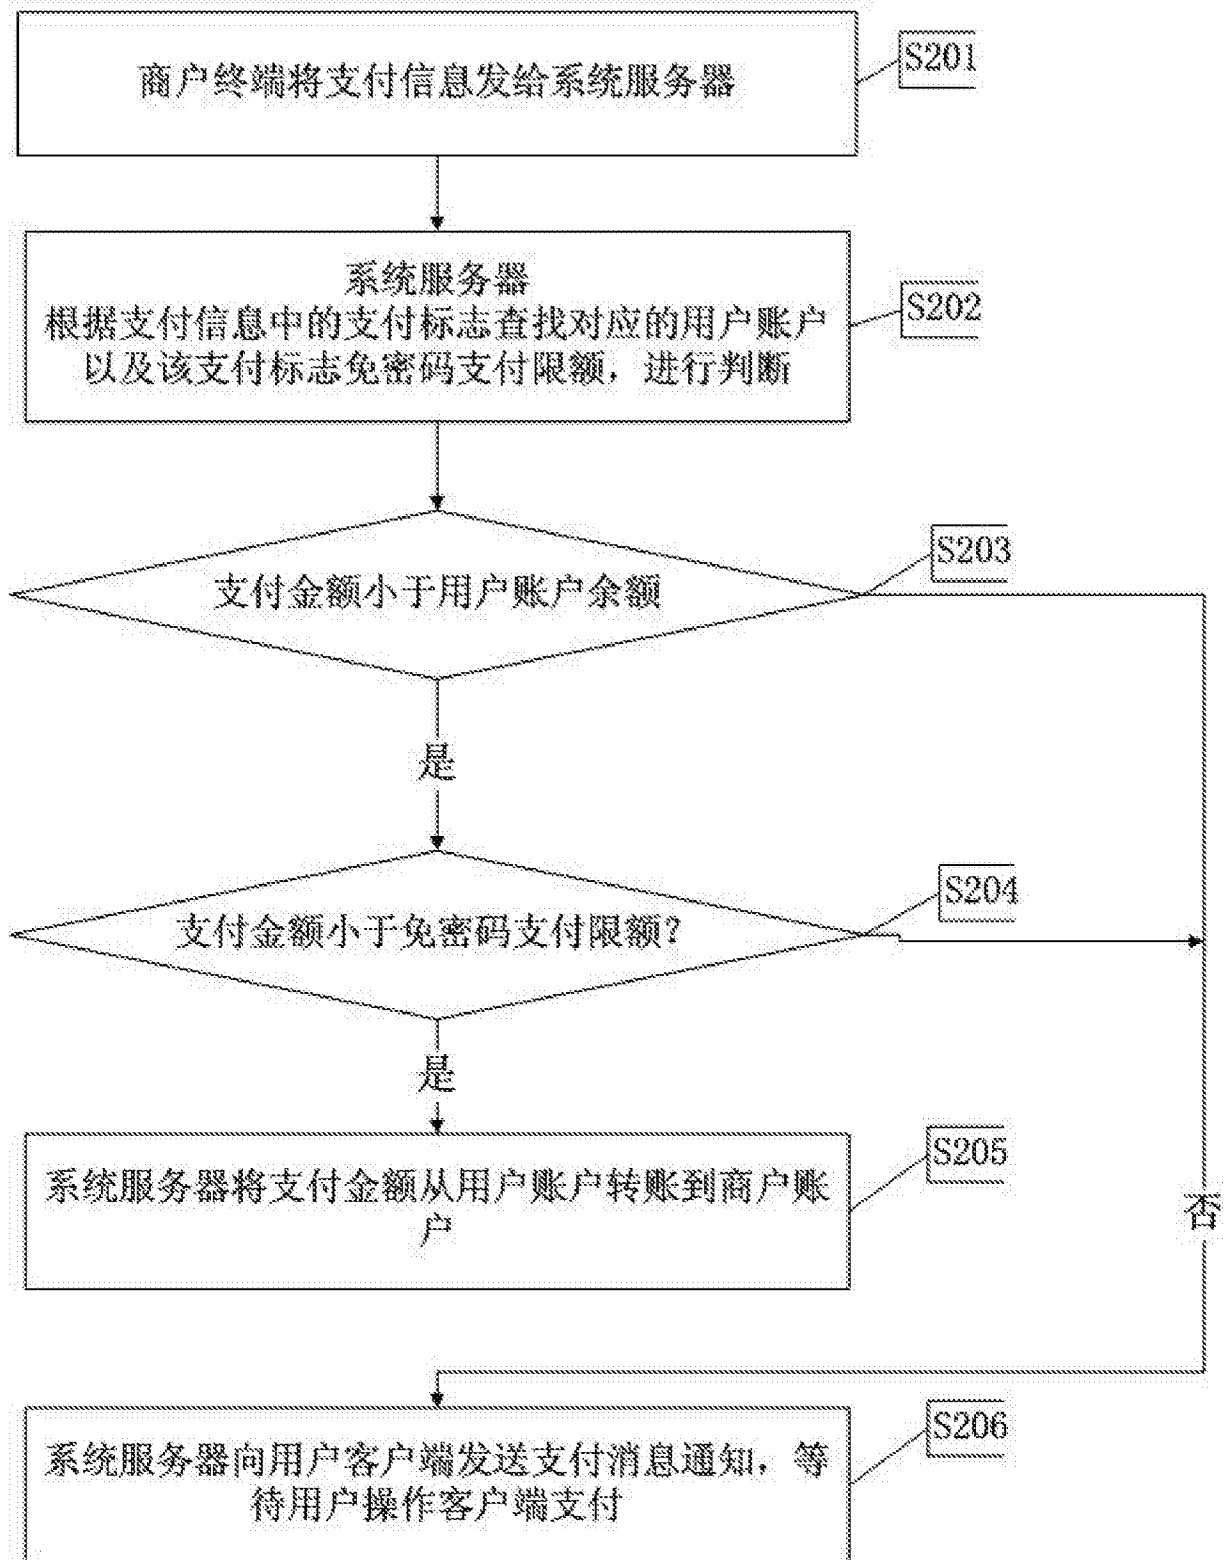 商户终端将支付信息发给系统服务器
S201
系统服务器
根据支付信息中的支付标志查找对应的用户账户
以及该支付标志免密码支付限额，进行判断
S202
支付金额小于用户账户余额
S203
是
支付金额小于免密码支付限额？
S204
是
系统服务器将支付金额从用户账户转账到商户账
户
S205
否
系统服务器向用户客户端发送支付消息通知，等
待用户操作客户端支付
S206